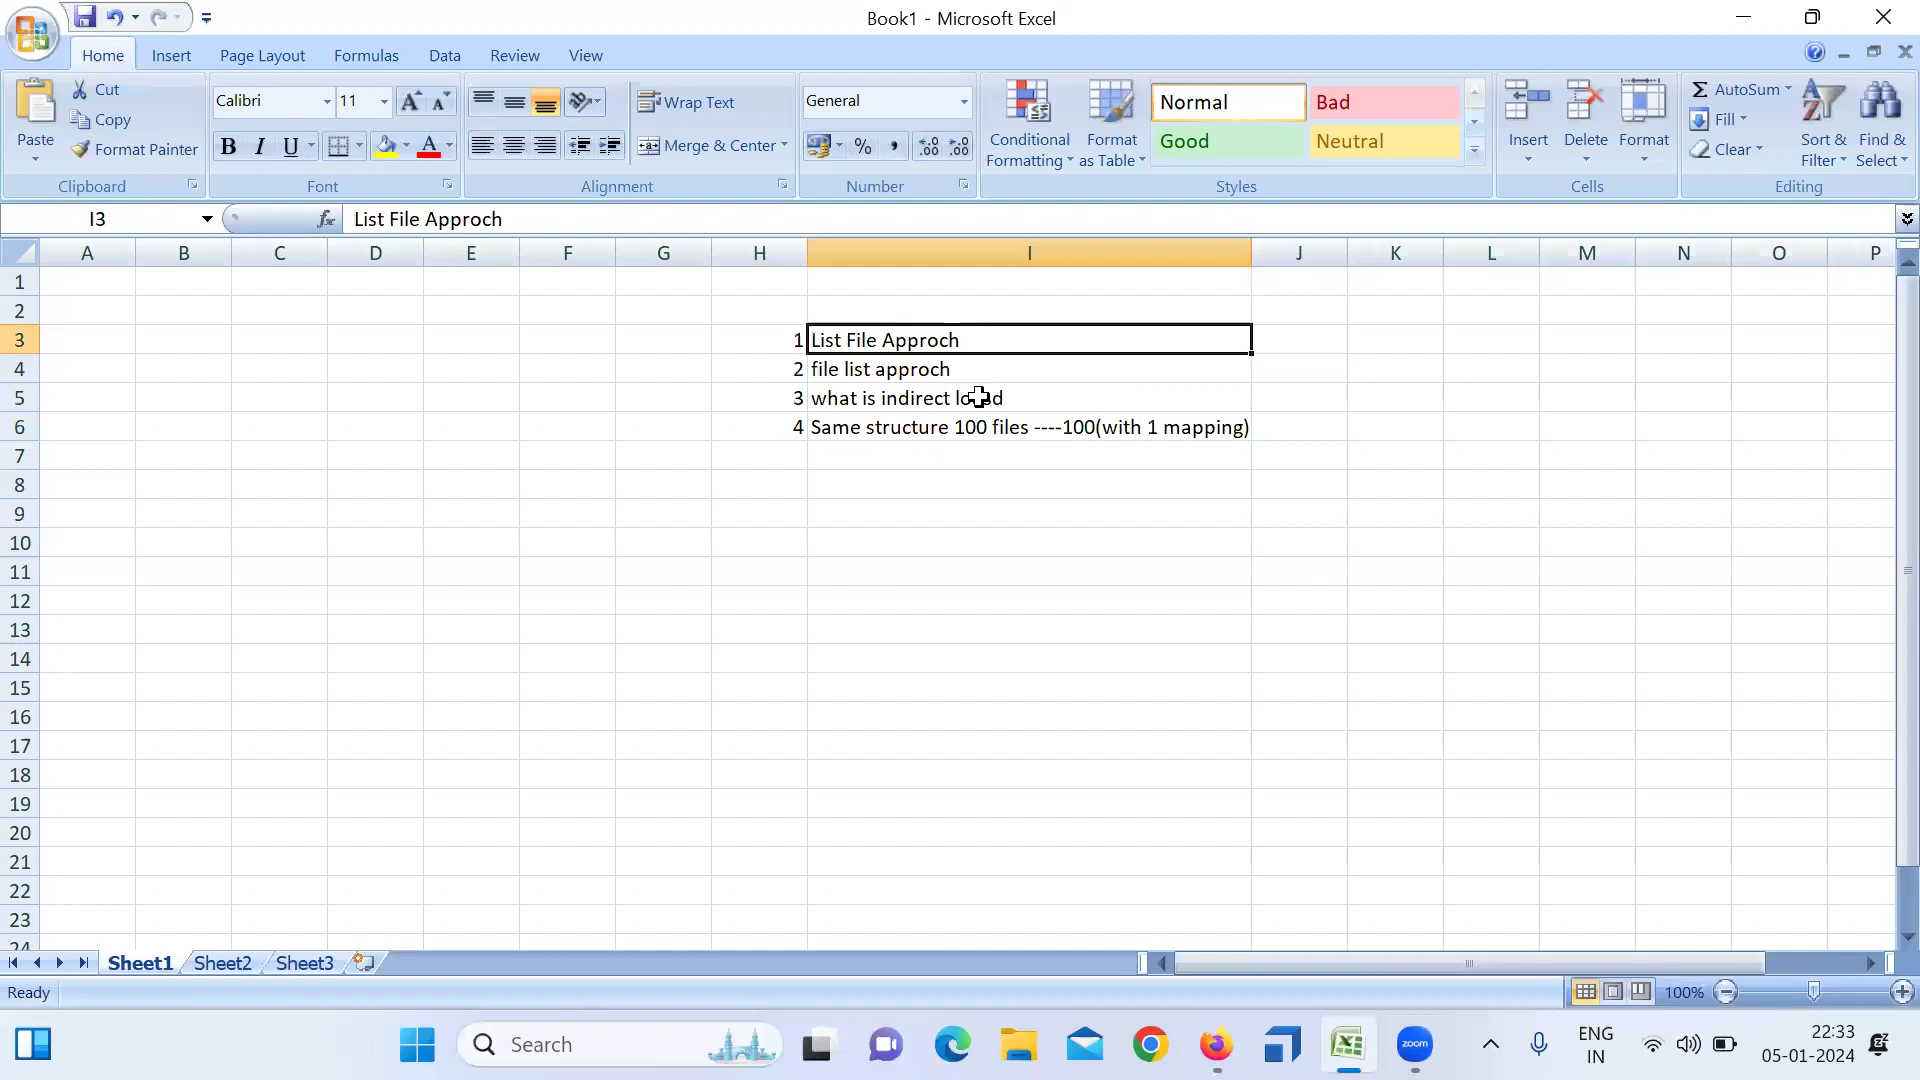 Book1 - Microsoft Excel
Home Insert Page Layout Formulas Data Review View
Paste
Cut
Copy
Format Painter
Clipboard
Calibri 11
B I U
Font
Wrap Text
Merge & Center
Alignment
General
Number
Conditional Formatting
Format as Table
Normal Bad
Good Neutral
Styles
Insert Delete Format
Cells
AutoSum
Fill
Clear
Sort & Filter
Find & Select
Editing
I3 fx List File Approch
A B C D E F G H I J K L M N O P
1
2
3 1 List File Approch
4 2 file list approch
5 3 what is indirect
6 4 Same structure 100 files ----100(with 1 mapping)
7
8
9
10
11
12
13
14
15
16
17
18
19
20
21
22
23
24
Sheet1 Sheet2 Sheet3
Ready 100%
Search zoom ENG IN 22:33 05-01-2024